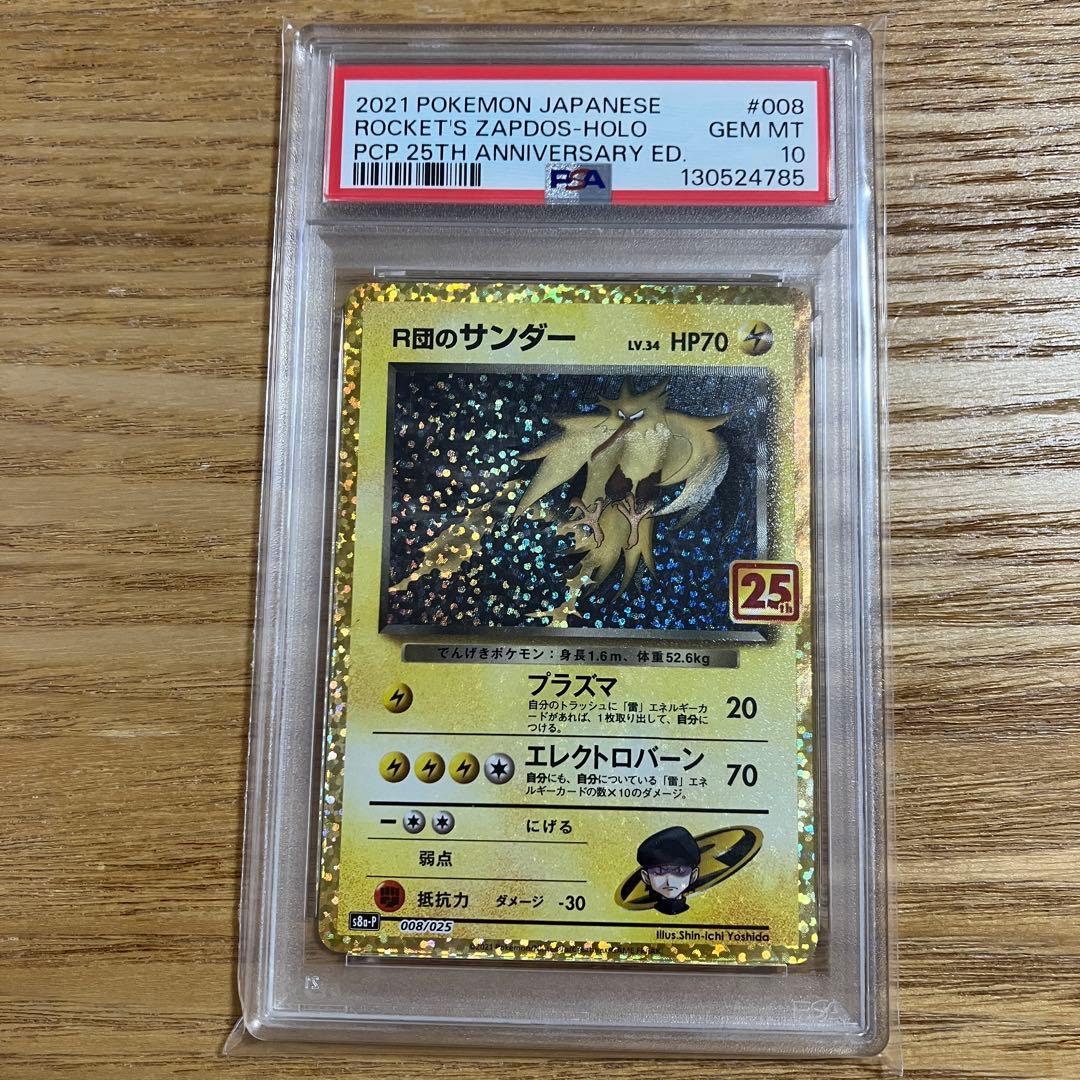 2021 POKEMON JAPANESE #008
ROCKET'S ZAPDOS-HOLO GEM MT
PCP 25TH ANNIVERSARY ED. 10
PSA 130524785
R団のサンダー LV.34 HP70
25th
でんげきポケモン：身長1.6m、体重52.6kg
プラズマ 20
自分のトラッシュに「雷」エネルギーカ
ードがあれば、1枚取り出して、自分に
つける。
エレクトロバーン 70
自分にも、自分についている「雷」エネ
ルギーカードの数×10のダメージ。
にげる
弱点
抵抗力 ダメージ -30
s8a-P 008/025
Illus.Shin-ichi Yoshida
©2021 Pokémon
PSA